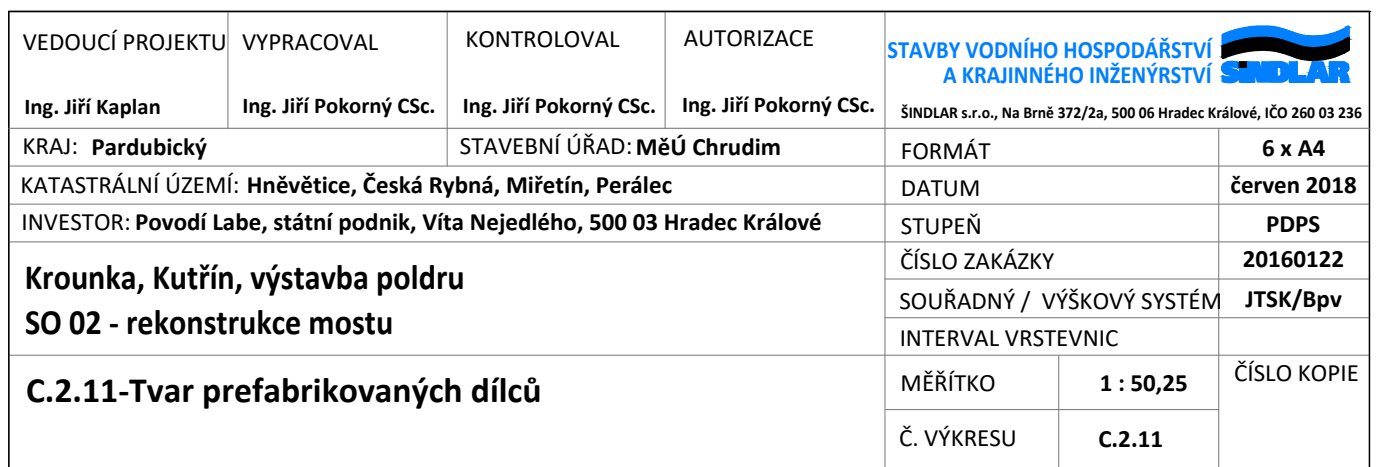 VEDOUCÍ PROJEKTU VYPRACOVAL KONTROLOVAL AUTORIZACE
Ing. Jiří Kaplan Ing. Jiří Pokorný CSc. Ing. Jiří Pokorný CSc. Ing. Jiří Pokorný CSc.
STAVBY VODNÍHO HOSPODÁŘSTVÍ
A KRAJINNÉHO INŽENÝRSTVÍ ŠINDLAR
ŠINDLAR s.r.o., Na Brně 372/2a, 500 06 Hradec Králové, IČO 260 03 236
KRAJ: Pardubický STAVEBNÍ ÚŘAD: MěÚ Chrudim
FORMÁT 6 x A4
KATASTRÁLNÍ ÚZEMÍ: Hněvětice, Česká Rybná, Miřetín, Perálec
DATUM červen 2018
INVESTOR: Povodí Labe, státní podnik, Víta Nejedlého, 500 03 Hradec Králové
STUPEŇ PDPS
Krounka, Kutřín, výstavba poldru
SO 02 - rekonstrukce mostu
ČÍSLO ZAKÁZKY 20160122
SOUŘADNÝ / VÝŠKOVÝ SYSTÉM JTSK/Bpv
INTERVAL VRSTEVNIC
C.2.11-Tvar prefabrikovaných dílců
MĚŘÍTKO 1 : 50,25 ČÍSLO KOPIE
Č. VÝKRESU C.2.11